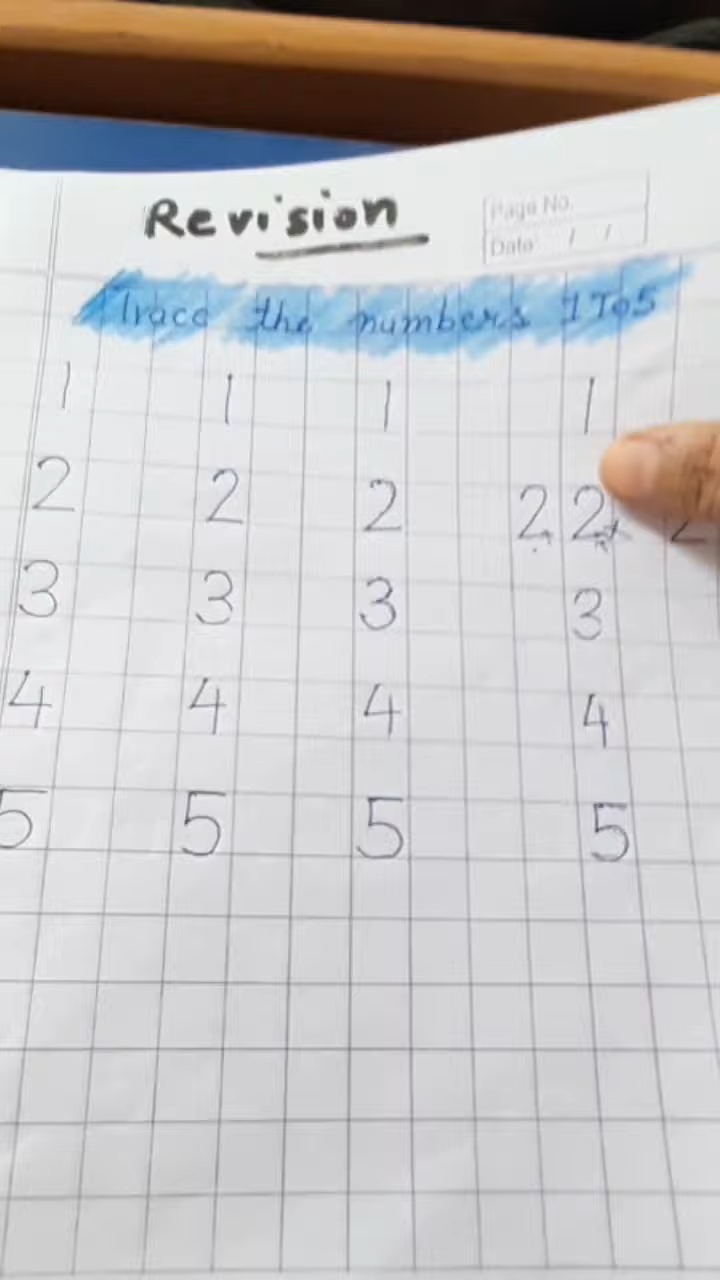 Revision
Page No.
Date / /
Trace the numbers 1 To 5
1 1 1 1
2 2 2 2 2 2
3 3 3 3
4 4 4 4
5 5 5 5